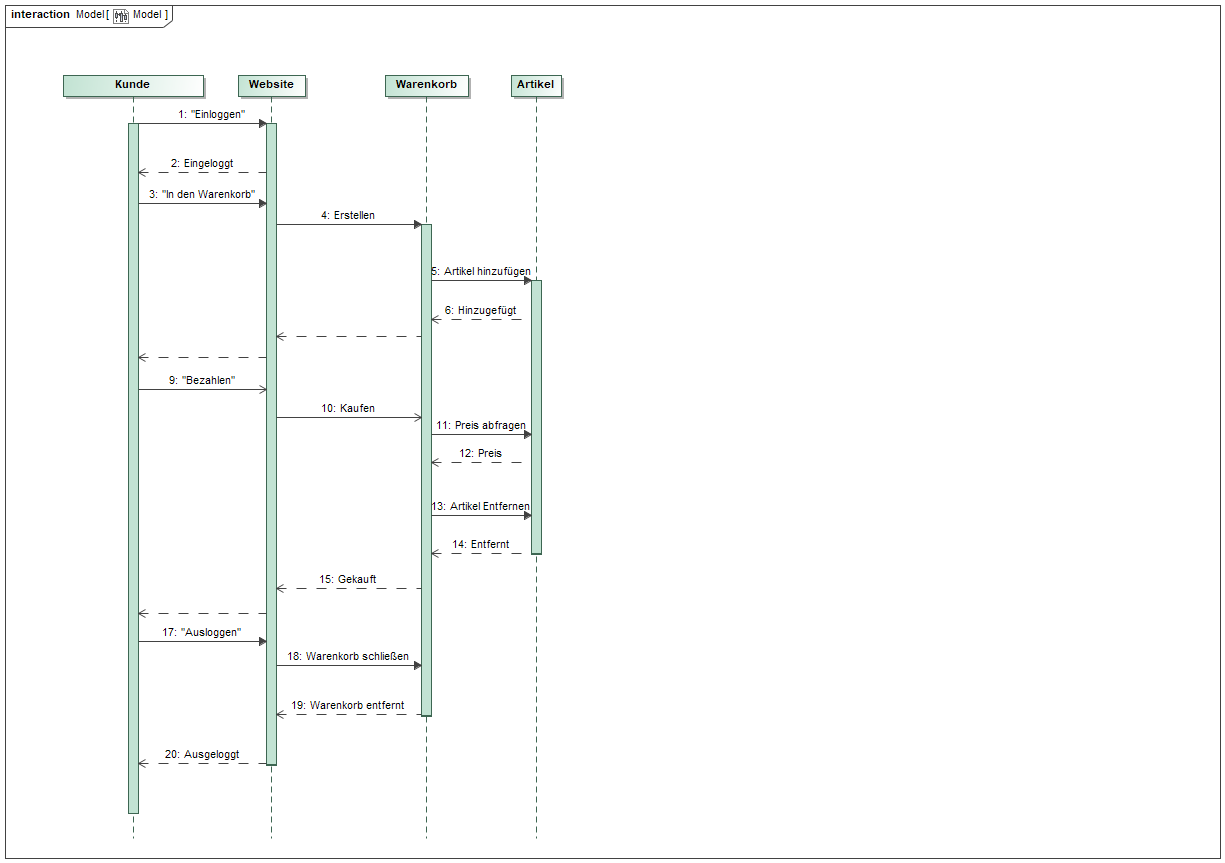 interaction Model[ Model ]
Kunde Website Warenkorb Artikel
1: "Einloggen"
2: Eingeloggt
3: "In den Warenkorb"
4: Erstellen
5: Artikel hinzufügen
6: Hinzugefügt
9: "Bezahlen"
10: Kaufen
11: Preis abfragen
12: Preis
13: Artikel Entfernen
14: Entfernt
15: Gekauft
17: "Ausloggen"
18: Warenkorb schließen
19: Warenkorb entfernt
20: Ausgeloggt